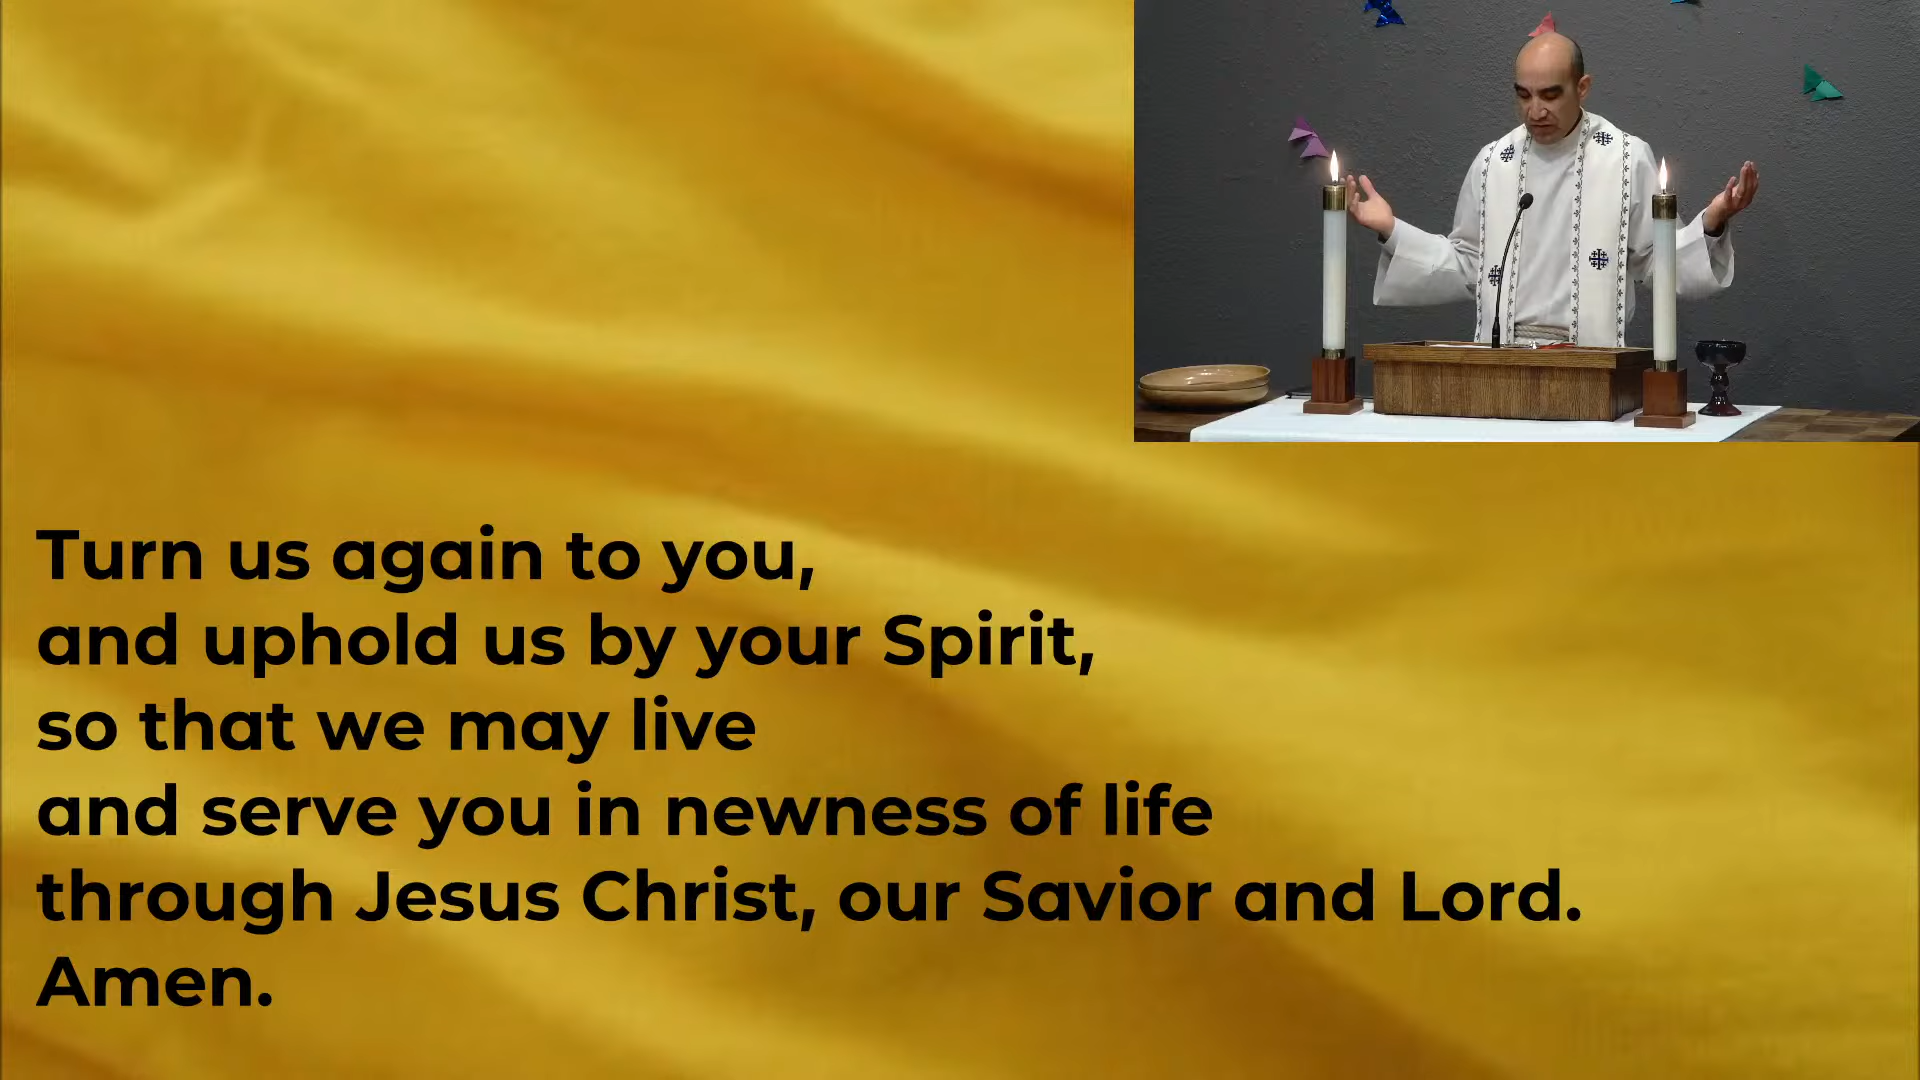 Turn us again to you,
and uphold us by your Spirit,
so that we may live
and serve you in newness of life
through Jesus Christ, our Savior and Lord.
Amen.